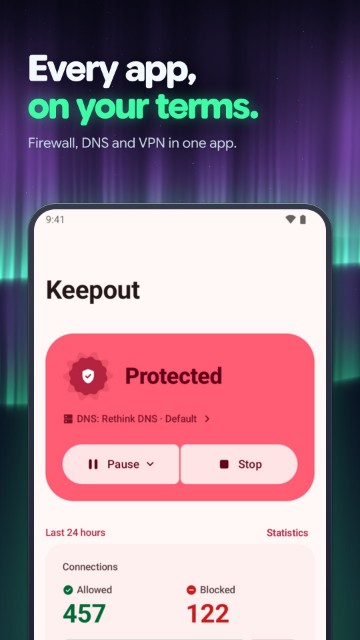 Every app,
on your terms.
Firewall, DNS and VPN in one app.
9:41
Keepout
Protected
DNS: Rethink DNS · Default
Pause
Stop
Last 24 hours
Statistics
Connections
Allowed
Blocked
457
122